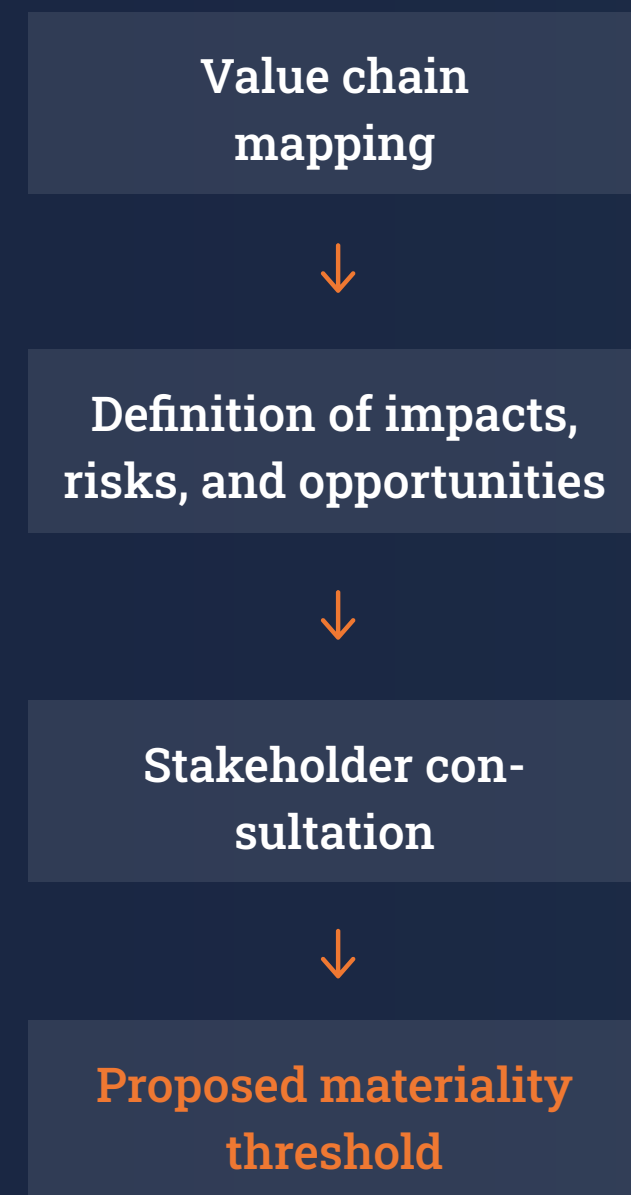 Value chain
mapping
Definition of impacts,
risks, and opportunities
Stakeholder con-
sultation
Proposed materiality
threshold